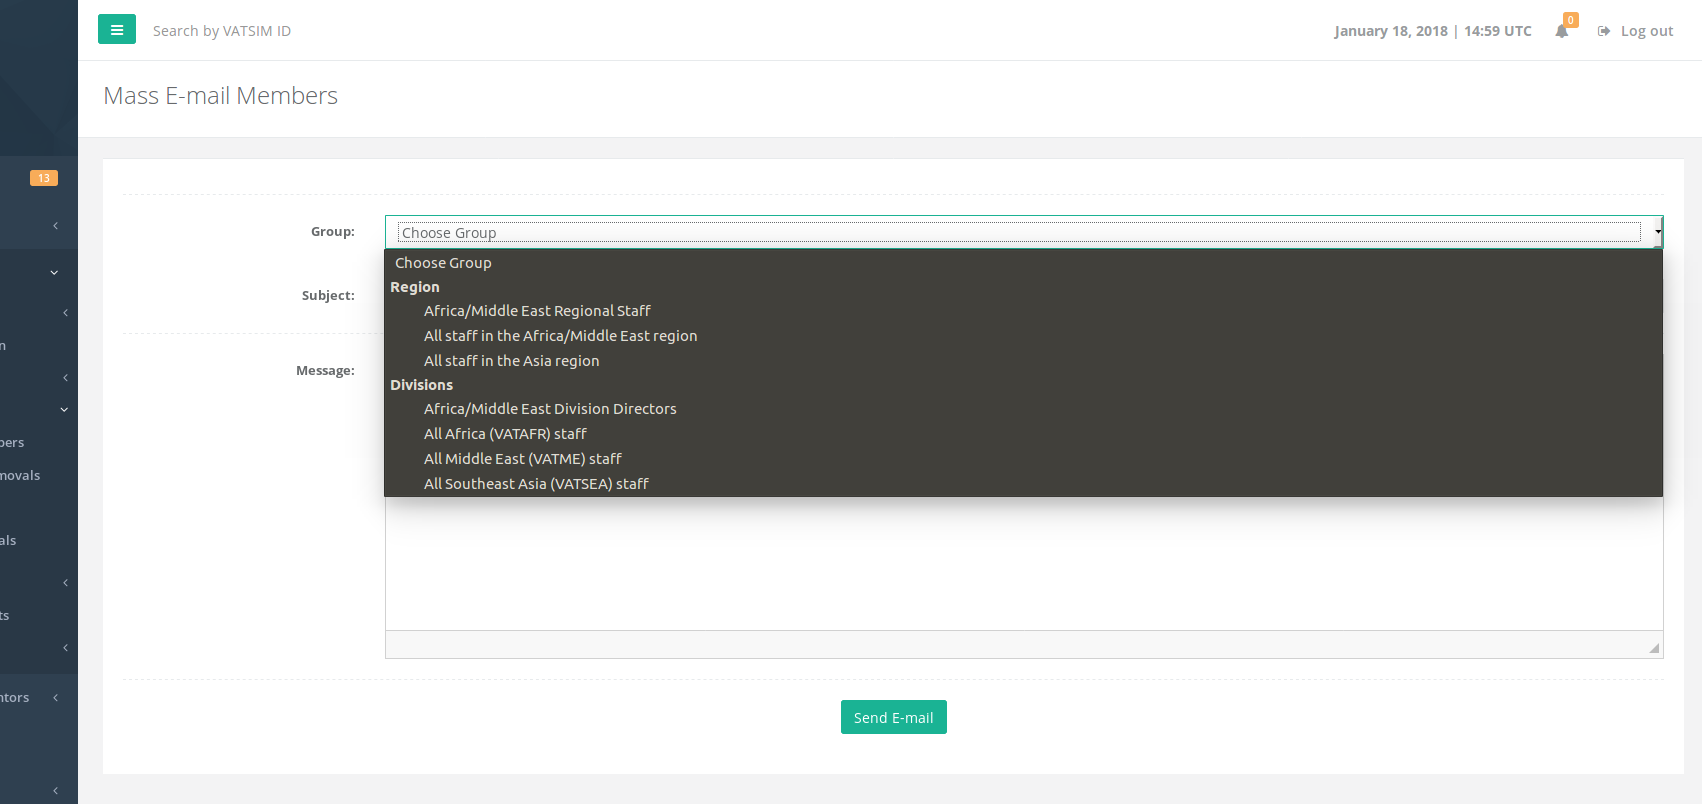 Search by VATSIM ID
January 18, 2018 | 14:59 UTC
0
Log out
Mass E-mail Members
13
n
bers
movals
als
ts
ntors
Group:
Choose Group
Choose Group
Region
Africa/Middle East Regional Staff
All staff in the Africa/Middle East region
All staff in the Asia region
Divisions
Africa/Middle East Division Directors
All Africa (VATAFR) staff
All Middle East (VATME) staff
All Southeast Asia (VATSEA) staff
Subject:
Message:
Send E-mail